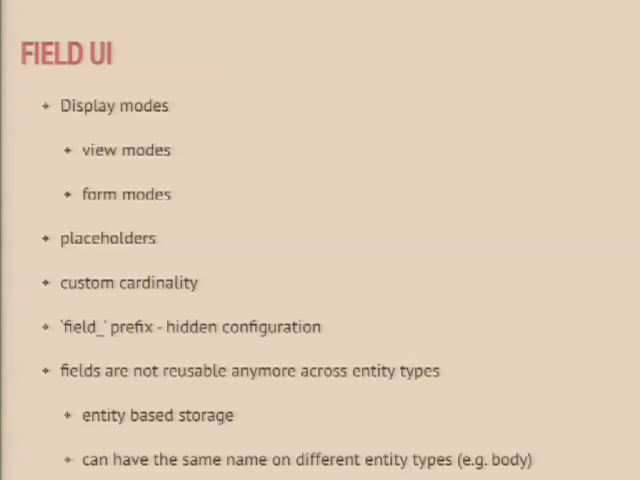 FIELD UI
Display modes
view modes
form modes
placeholders
custom cardinality
'field_' prefix - hidden configuration
fields are not reusable anymore across entity types
entity based storage
can have the same name on different entity types (e.g. body)